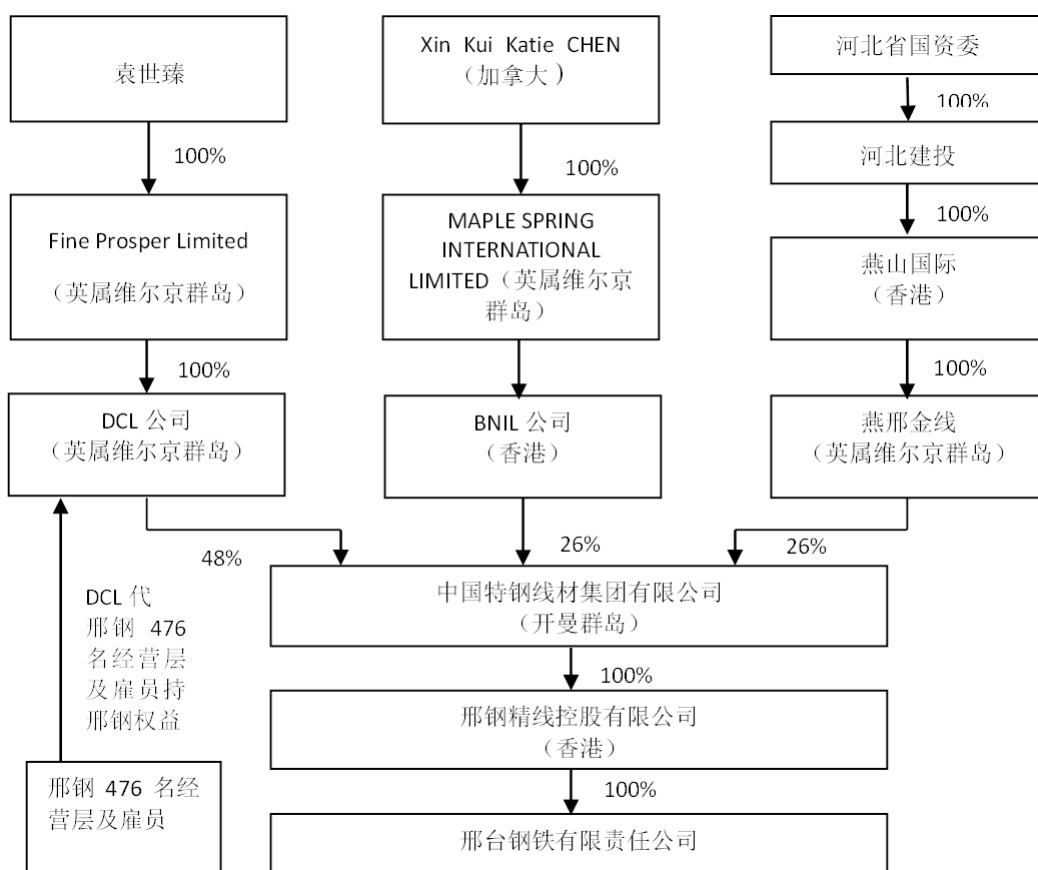 袁世臻
Xin Kui Katie CHEN
（加拿大）
河北省国资委
100%
河北建投
100%
100%
100%
Fine Prosper Limited
（英属维尔京群岛）
MAPLE SPRING
INTERNATIONAL
LIMITED（英属维尔京
群岛）
燕山国际
（香港）
100%
100%
DCL 公司
（英属维尔京群岛）
BNIL 公司
（香港）
燕邢金线
（英属维尔京群岛）
48%
26%
26%
中国特钢线材集团有限公司
（开曼群岛）
DCL 代
邢钢 476
名经营层
及雇员持
邢钢权益
100%
邢钢精线控股有限公司
（香港）
100%
邢钢 476 名经
营层及雇员
邢台钢铁有限责任公司